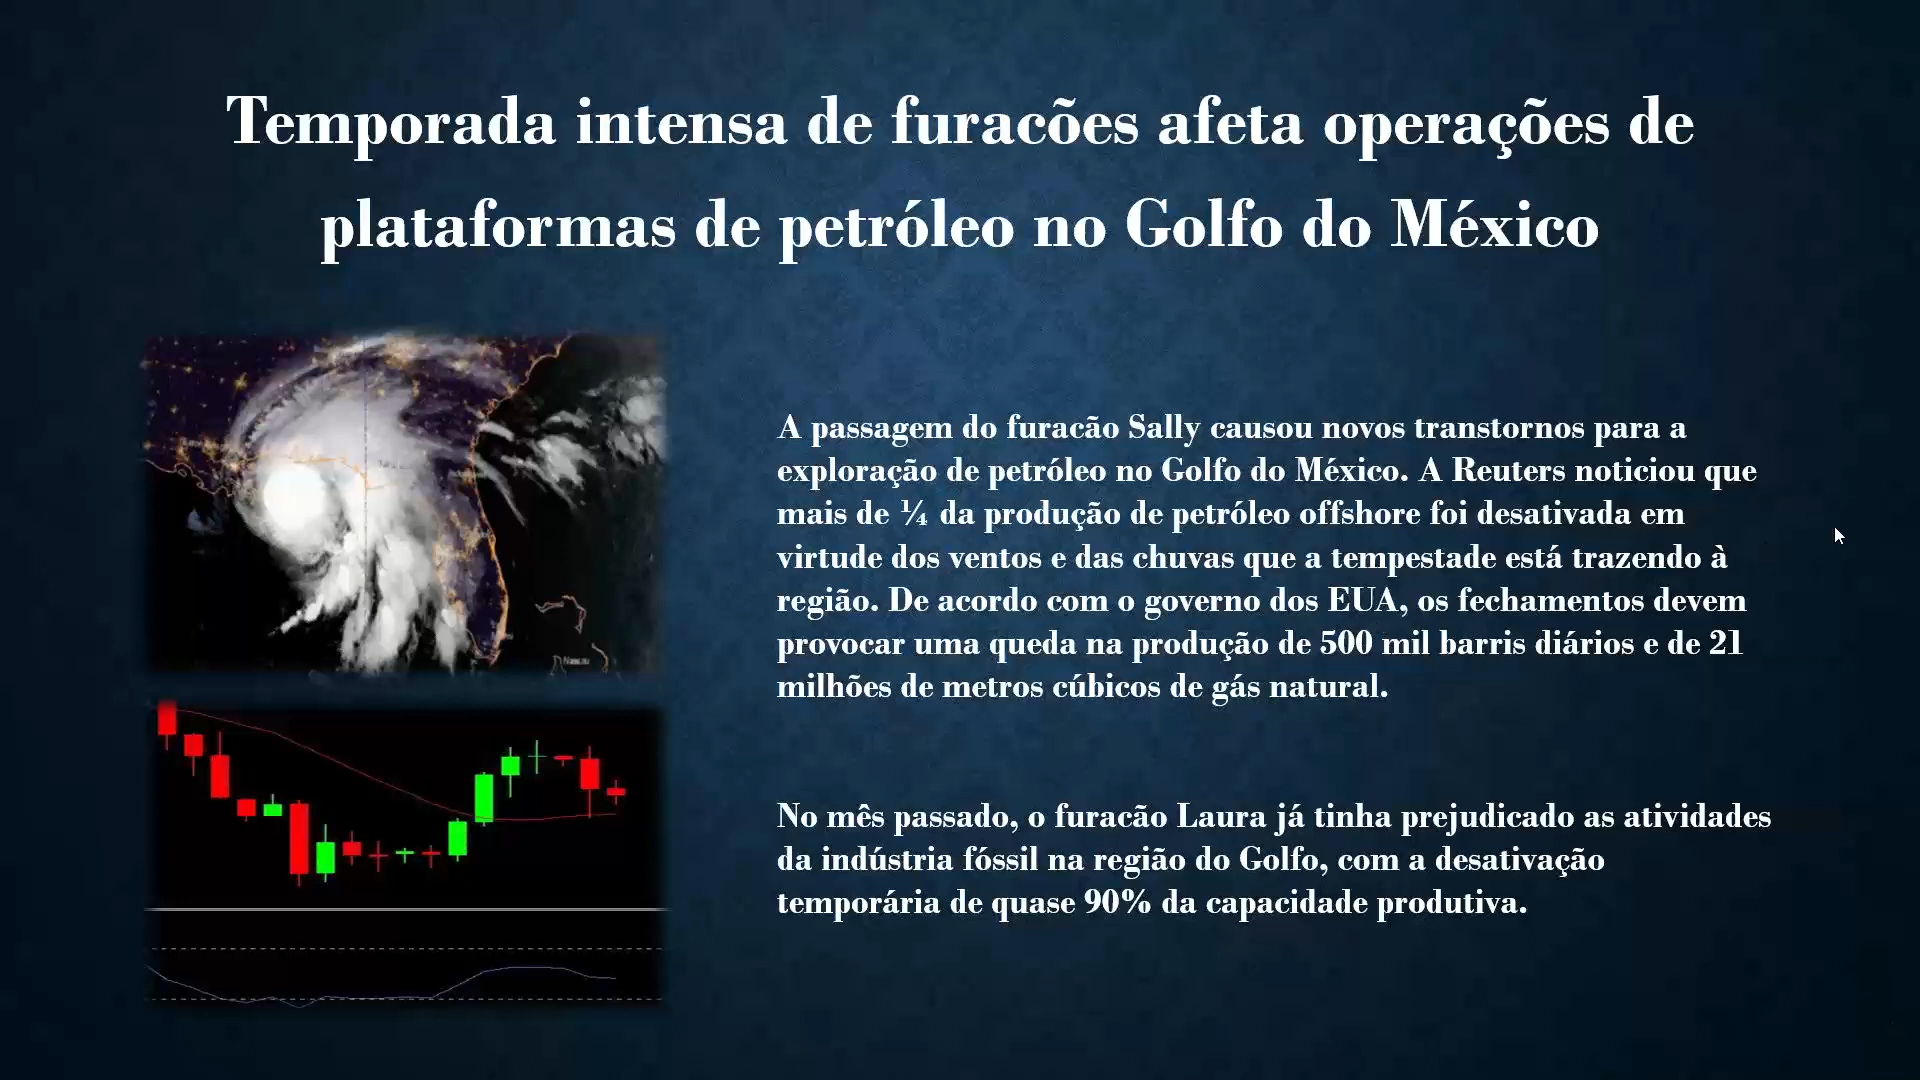 Temporada intensa de furacões afeta operações de
plataformas de petróleo no Golfo do México
A passagem do furacão Sally causou novos transtornos para a
exploração de petróleo no Golfo do México. A Reuters noticiou que
mais de ¼ da produção de petróleo offshore foi desativada em
virtude dos ventos e das chuvas que a tempestade está trazendo à
região. De acordo com o governo dos EUA, os fechamentos devem
provocar uma queda na produção de 500 mil barris diários e de 21
milhões de metros cúbicos de gás natural.
No mês passado, o furacão Laura já tinha prejudicado as atividades
da indústria fóssil na região do Golfo, com a desativação
temporária de quase 90% da capacidade produtiva.